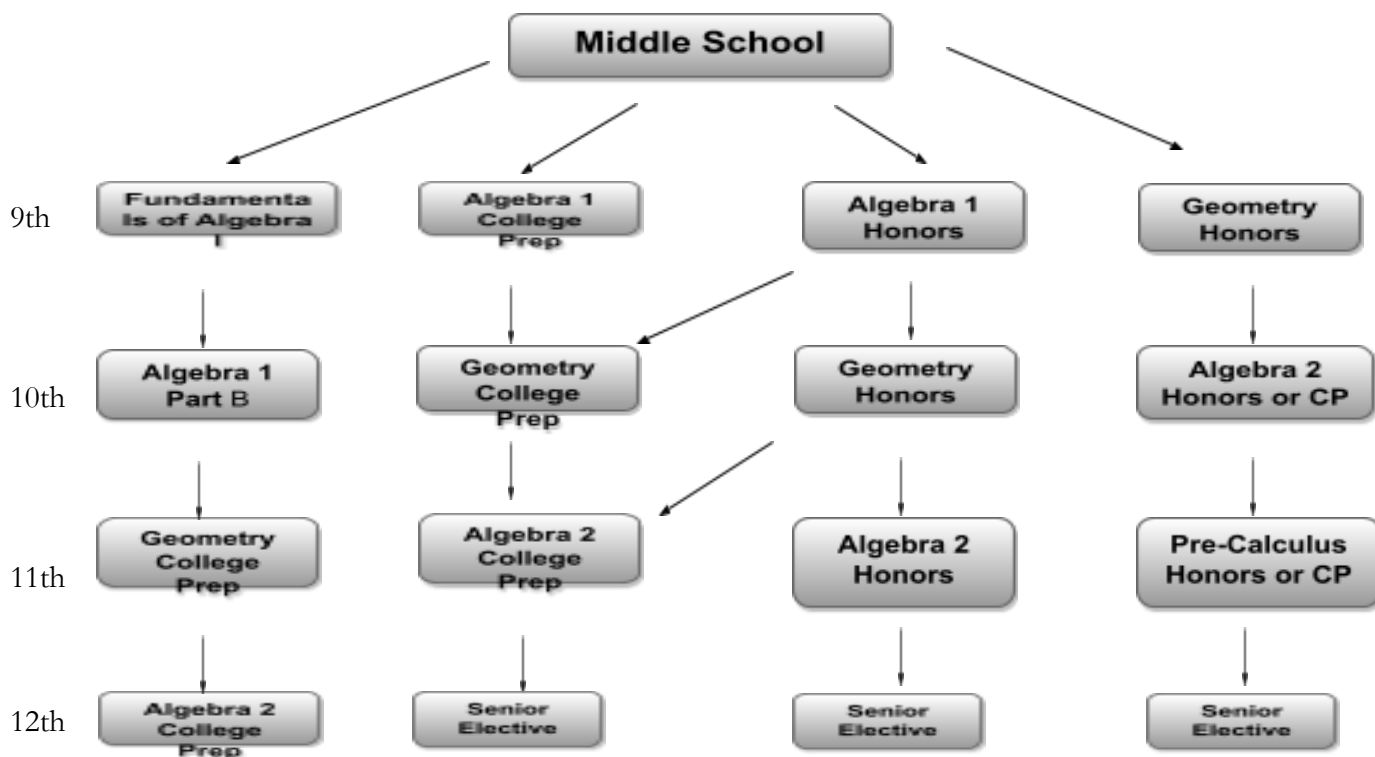 Middle School
9th
Fundamenta
ls of Algebra
I
Algebra 1
College
Prep
Algebra 1
Honors
Geometry
Honors
10th
Algebra 1
Part B
Geometry
College
Prep
Geometry
Honors
Algebra 2
Honors or CP
11th
Geometry
College
Prep
Algebra 2
College
Prep
Algebra 2
Honors
Pre-Calculus
Honors or CP
12th
Algebra 2
College
Prep
Senior
Elective
Senior
Elective
Senior
Elective